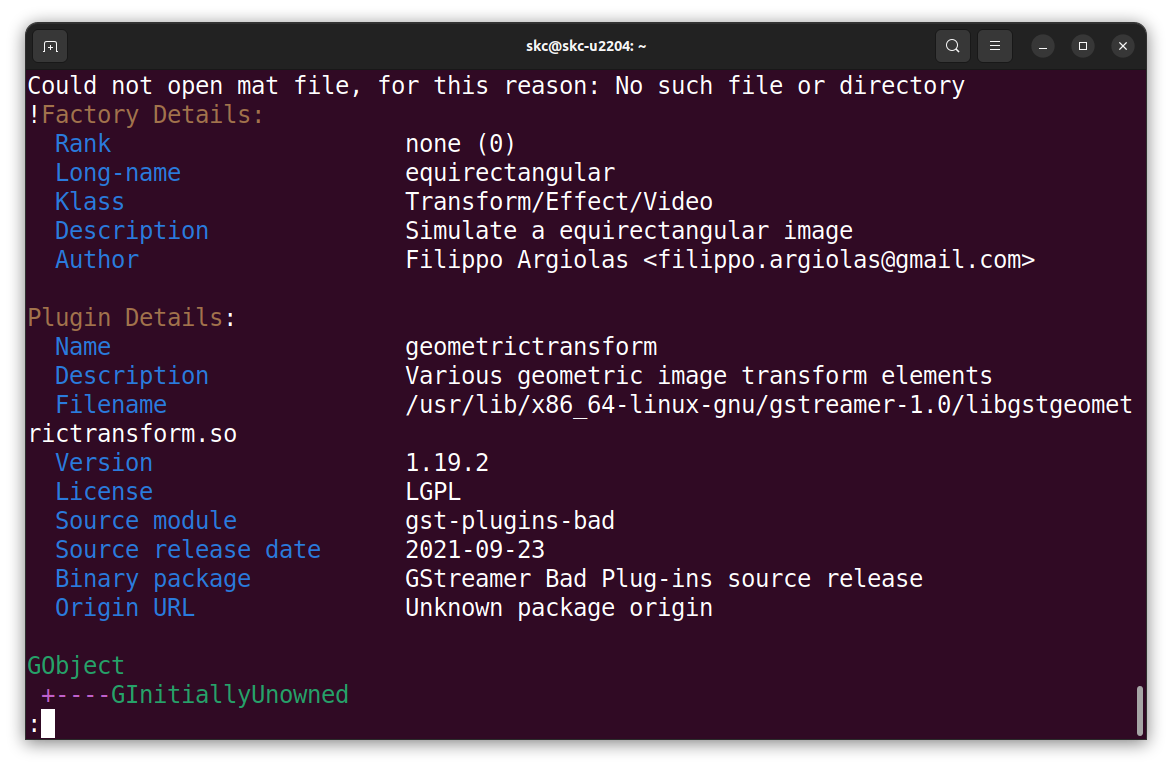 skc@skc-u2204: ~
Could not open mat file, for this reason: No such file or directory
!Factory Details:
  Rank                     none (0)
  Long-name                equirectangular
  Klass                    Transform/Effect/Video
  Description              Simulate a equirectangular image
  Author                   Filippo Argiolas <filippo.argiolas@gmail.com>

Plugin Details:
  Name                     geometrictransform
  Description              Various geometric image transform elements
  Filename                 /usr/lib/x86_64-linux-gnu/gstreamer-1.0/libgstgeomet
rictransform.so
  Version                  1.19.2
  License                  LGPL
  Source module            gst-plugins-bad
  Source release date      2021-09-23
  Binary package           GStreamer Bad Plug-ins source release
  Origin URL               Unknown package origin

GObject
 +----GInitiallyUnowned
: